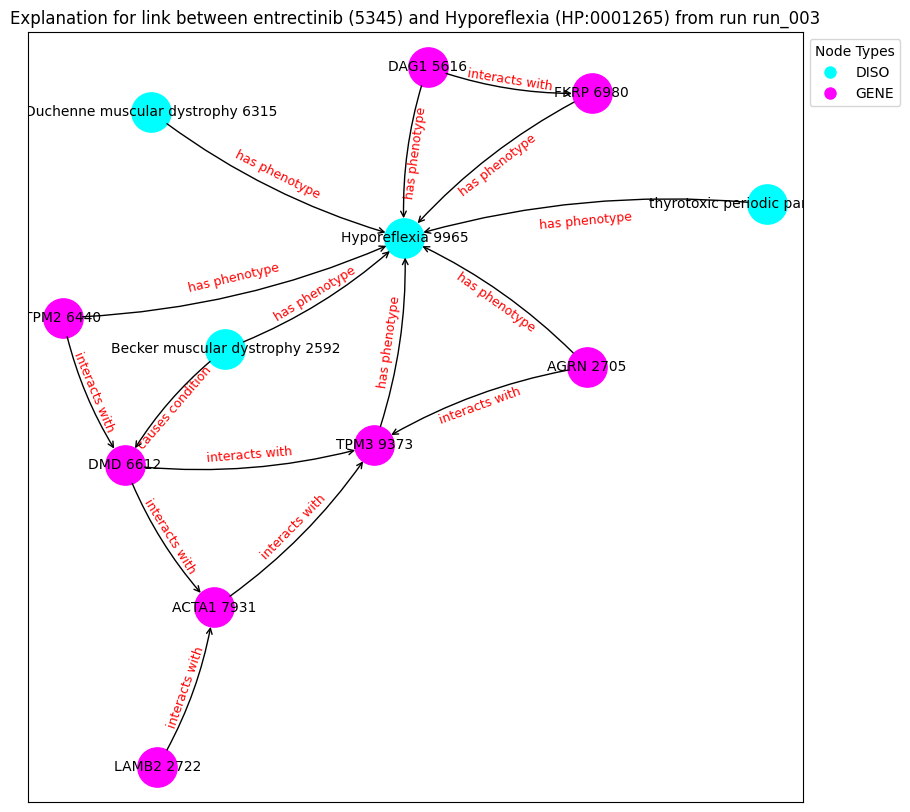 Explanation for link between entrectinib (5345) and Hyporeflexia (HP:0001265) from run run_003
Node Types
DISO
GENE
DAG1 5616
interacts with
FKRP 6980
Duchenne muscular dystrophy 6315
has phenotype
has phenotype
has phenotype
thyrotoxic periodic par
has phenotype
Hyporeflexia 9965
has phenotype
has phenotype
has phenotype
has phenotype
TPM2 6440
Becker muscular dystrophy 2592
AGRN 2705
interacts with
causes condition
interacts with
TPM3 9373
DMD 6612
interacts with
interacts with
interacts with
ACTA1 7931
interacts with
LAMB2 2722